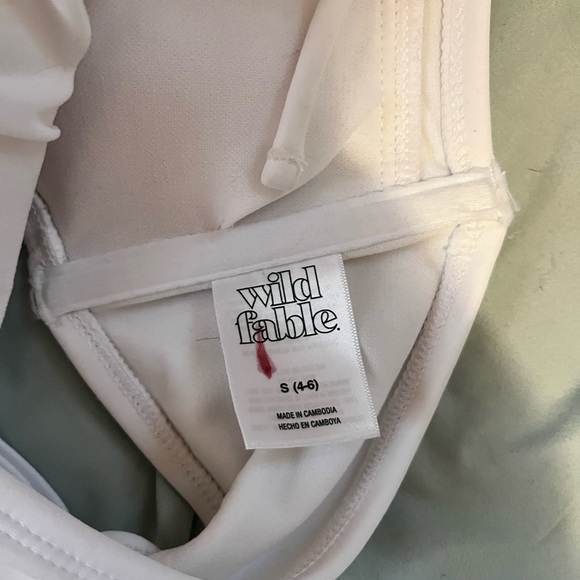 wild
fable.
S (4-6)
MADE IN CAMBODIA
HECHO EN CAMBOYA